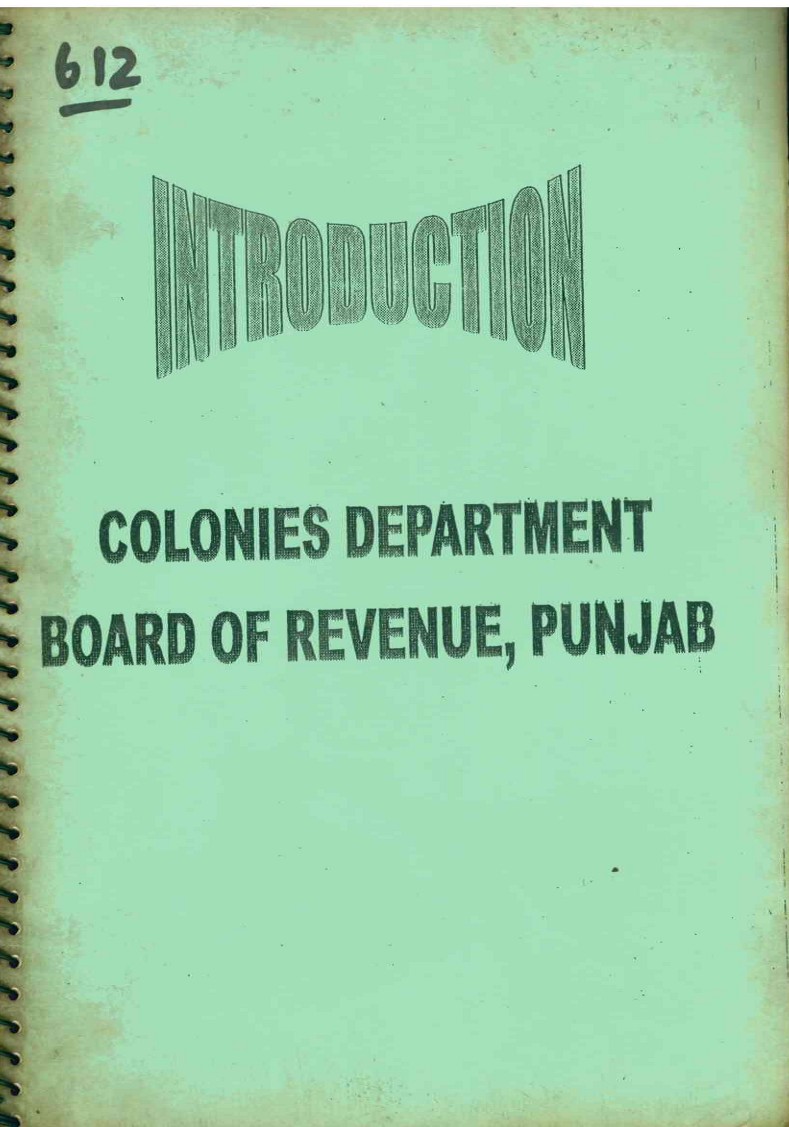 612
INTRODUCTION
COLONIES DEPARTMENT
BOARD OF REVENUE, PUNJAB